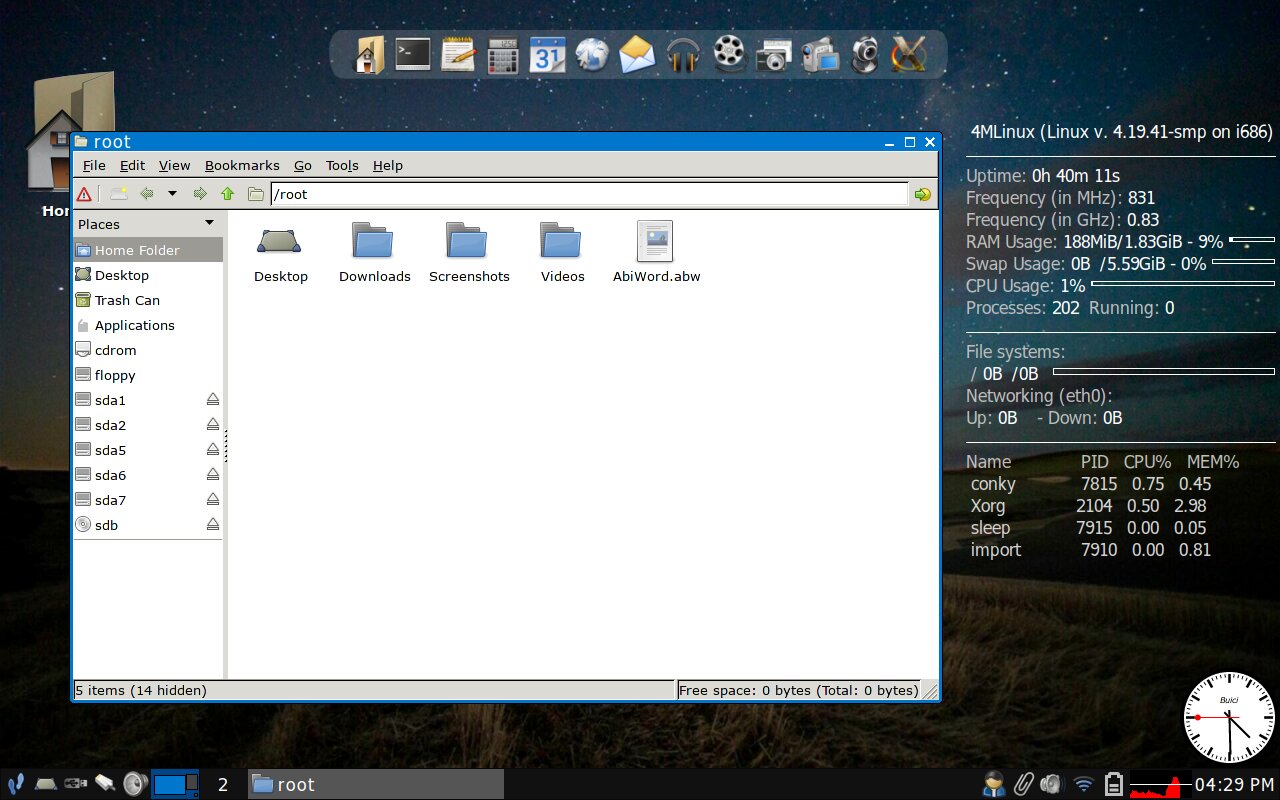 31
Hor
root
File Edit View Bookmarks Go Tools Help
/root
Places
Home Folder
Desktop
Trash Can
Applications
cdrom
floppy
sda1
sda2
sda5
sda6
sda7
sdb
Desktop
Downloads
Screenshots
Videos
AbiWord.abw
5 items (14 hidden)
Free space: 0 bytes (Total: 0 bytes)
4MLinux (Linux v. 4.19.41-smp on i686)
Uptime: 0h 40m 11s
Frequency (in MHz): 831
Frequency (in GHz): 0.83
RAM Usage: 188MiB/1.83GiB - 9%
Swap Usage: 0B /5.59GiB - 0%
CPU Usage: 1%
Processes: 202 Running: 0
File systems:
/ 0B /0B
Networking (eth0):
Up: 0B - Down: 0B
Name PID CPU% MEM%
conky 7815 0.75 0.45
Xorg 2104 0.50 2.98
sleep 7915 0.00 0.05
import 7910 0.00 0.81
Buici
2
root
04:29 PM